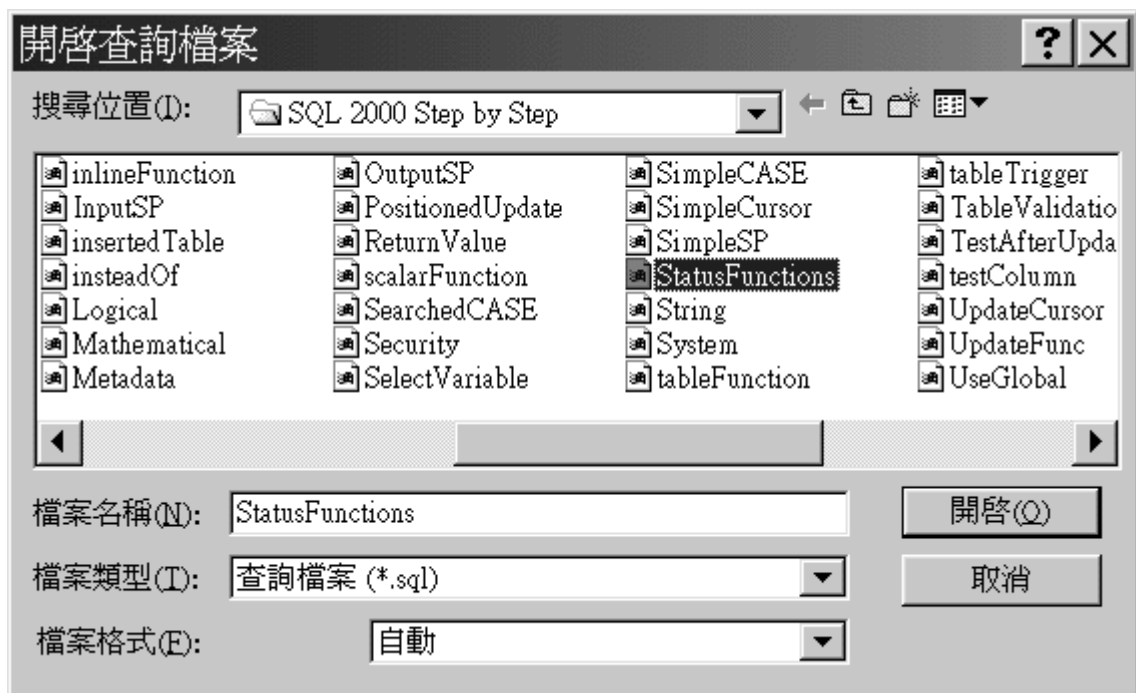 開啓查詢檔案
搜尋位置(I): SQL 2000 Step by Step
inlineFunction OutputSP SimpleCASE tableTrigger
InputSP PositionedUpdate SimpleCursor TableValidatio
insertedTable ReturnValue SimpleSP TestAfterUpda
insteadOf scalarFunction StatusFunctions testColumn
Logical SearchedCASE String UpdateCursor
Mathematical Security System UpdateFunc
Metadata SelectVariable tableFunction UseGlobal
檔案名稱(N): StatusFunctions 開啓(O)
檔案類型(T): 查詢檔案 (*.sql) 取消
檔案格式(F): 自動